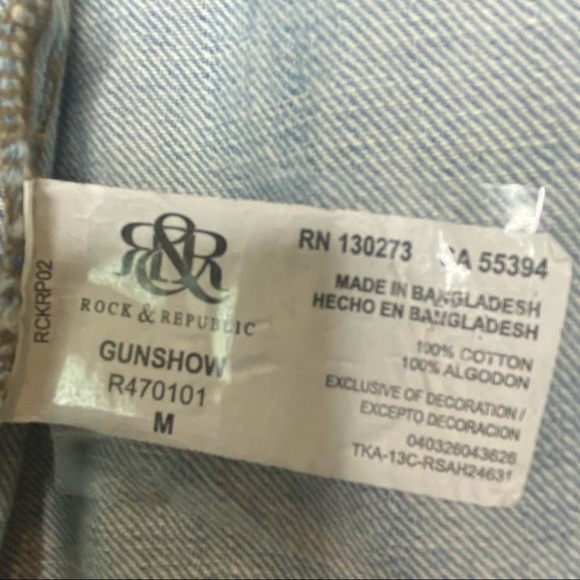 RCKRP02
R&R
ROCK & REPUBLIC
GUNSHOW
R470101
M
RN 130273 CA 55394
MADE IN BANGLADESH
HECHO EN BANGLADESH
100% COTTON
100% ALGODON
EXCLUSIVE OF DECORATION /
EXCEPTO DECORACION
040326043626
TKA-13C-RSAH24631